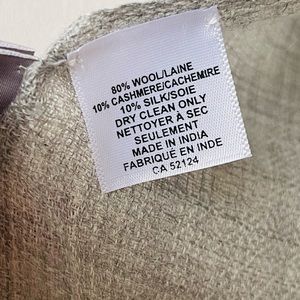 80% WOOL/LAINE
10% CASHMERE/CACHEMIRE
10% SILK/SOIE
DRY CLEAN ONLY
NETTOYER À SEC
SEULEMENT
MADE IN INDIA
FABRIQUÉ EN INDE
CA 52124